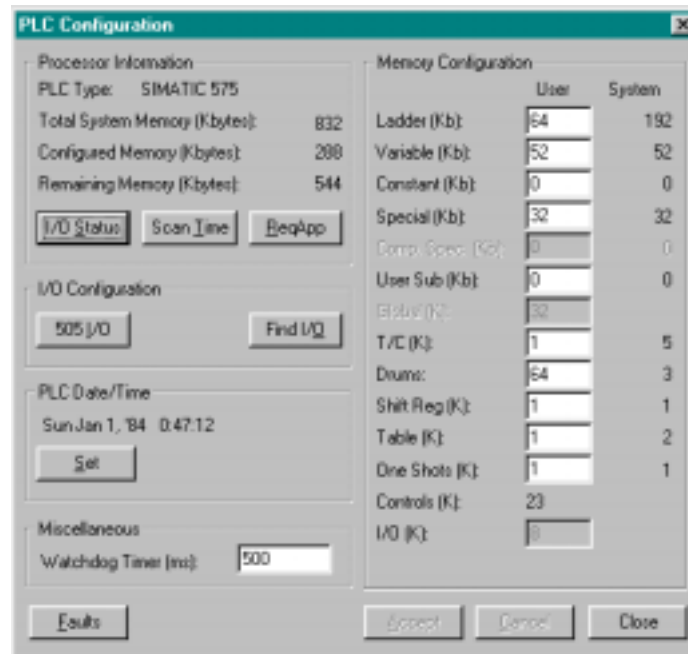 PLC Configuration
Processor Information
PLC Type: SIMATIC 575
Total System Memory (Kbytes): 832
Configured Memory (Kbytes): 288
Remaining Memory (Kbytes): 544
I/O Status Scan Time ReqApp
I/O Configuration
505 I/O Find I/O
PLC Date/Time
Sun Jan 1, '84 0:47:12
Set
Miscellaneous
Watchdog Timer (ms): 500
Faults
Memory Configuration
User System
Ladder (Kb): 64 192
Variable (Kb): 52 52
Constant (Kb): 0 0
Special (Kb): 32 32
Comp. Spec. (Kb): 0 0
User Sub (Kb): 0 0
Global (K): 32
T/C (K): 1 5
Drums: 64 3
Shift Reg (K): 1 1
Table (K): 1 2
One Shots (K): 1 1
Controls (K): 23
I/O (K): 8
Accept Cancel Close